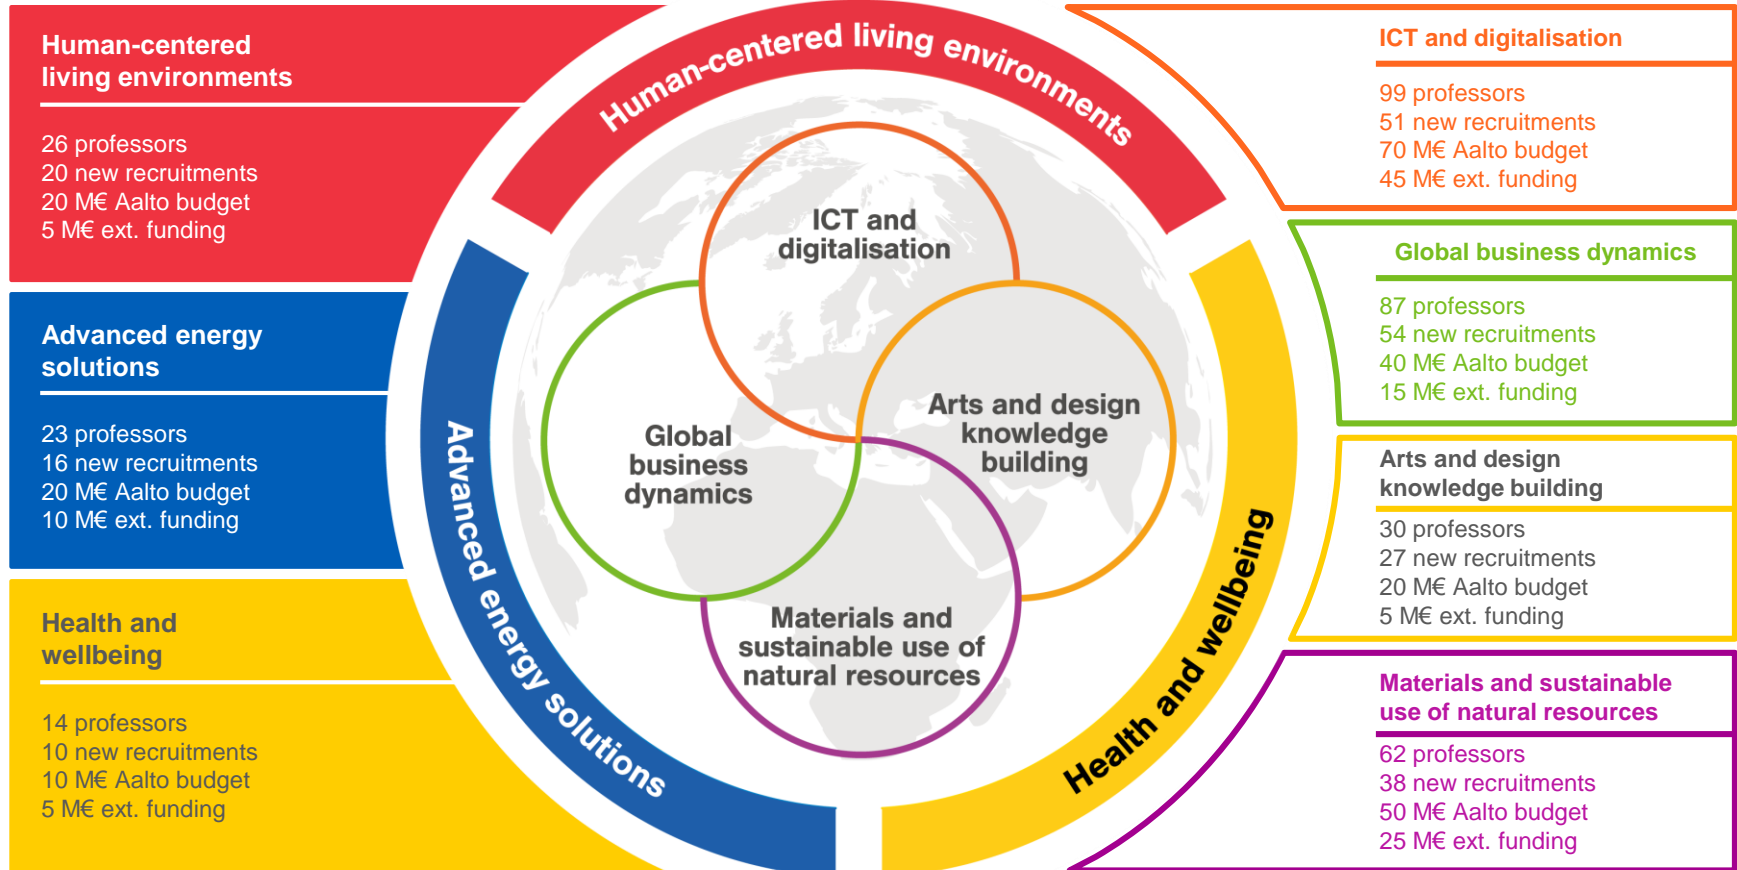 Human-centered
living environments
26 professors
20 new recruitments
20 M€ Aalto budget
5 M€ ext. funding
Advanced energy
solutions
23 professors
16 new recruitments
20 M€ Aalto budget
10 M€ ext. funding
Health and
wellbeing
14 professors
10 new recruitments
10 M€ Aalto budget
5 M€ ext. funding
Human-centered living environments
Advanced energy solutions
Health and wellbeing
ICT and
digitalisation
Global
business
dynamics
Arts and design
knowledge
building
Materials and
sustainable use of
natural resources
ICT and digitalisation
99 professors
51 new recruitments
70 M€ Aalto budget
45 M€ ext. funding
Global business dynamics
87 professors
54 new recruitments
40 M€ Aalto budget
15 M€ ext. funding
Arts and design
knowledge building
30 professors
27 new recruitments
20 M€ Aalto budget
5 M€ ext. funding
Materials and sustainable
use of natural resources
62 professors
38 new recruitments
50 M€ Aalto budget
25 M€ ext. funding